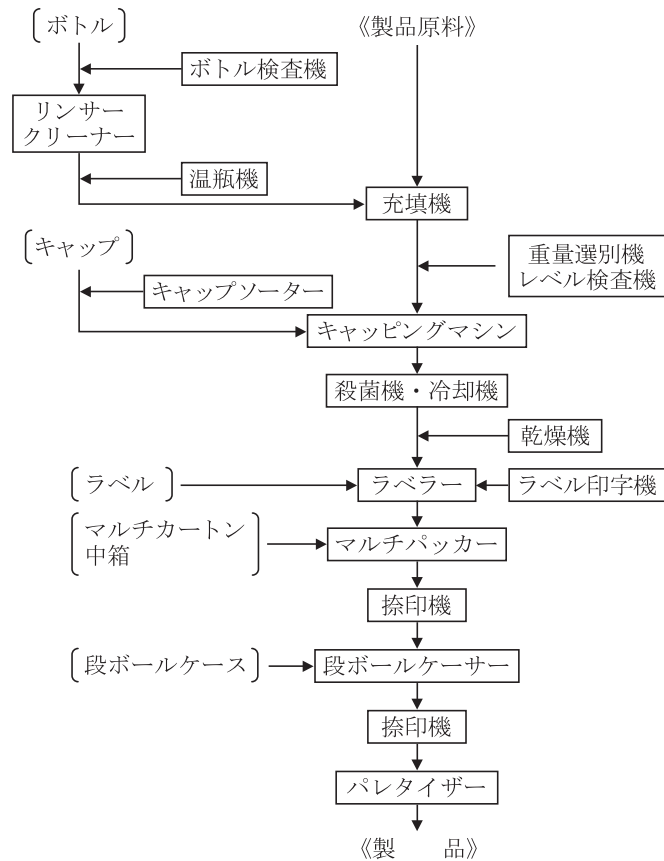 〔ボトル〕
《製品原料》
ボトル検査機
リンサー
クリーナー
温瓶機
充填機
〔キャップ〕
重量選別機
レベル検査機
キャップソーター
キャッピングマシン
殺菌機・冷却機
乾燥機
〔ラベル〕
ラベラー
ラベル印字機
マルチカートン
中箱
マルチパッカー
捺印機
〔段ボールケース〕
段ボールケーサー
捺印機
パレタイザー
《製　　品》